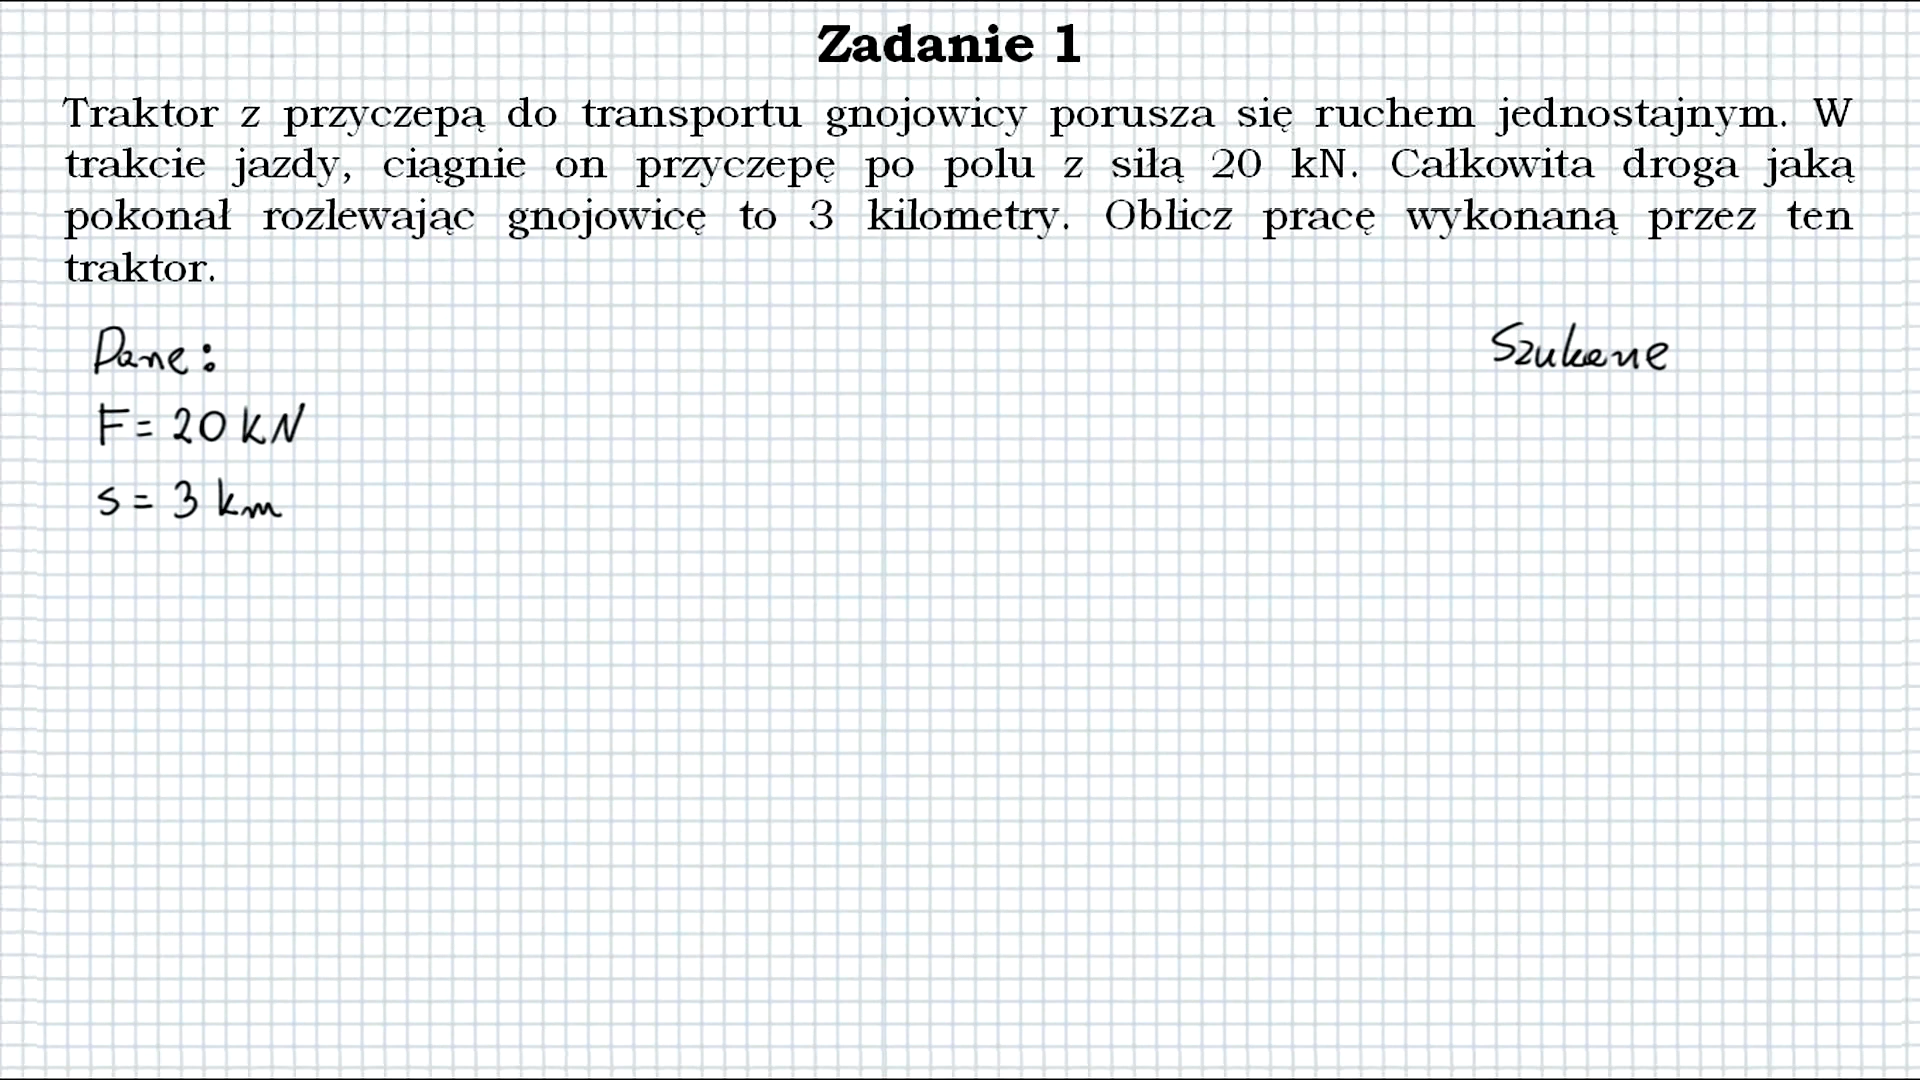 Zadanie 1
Traktor z przyczepą do transportu gnojowicy porusza się ruchem jednostajnym. W
trakcie jazdy, ciągnie on przyczepę po polu z siłą 20 kN. Całkowita droga jaką
pokonał rozlewając gnojowicę to 3 kilometry. Oblicz pracę wykonaną przez ten
traktor.
Dane: Szukane
F = 20 kN
s = 3 km